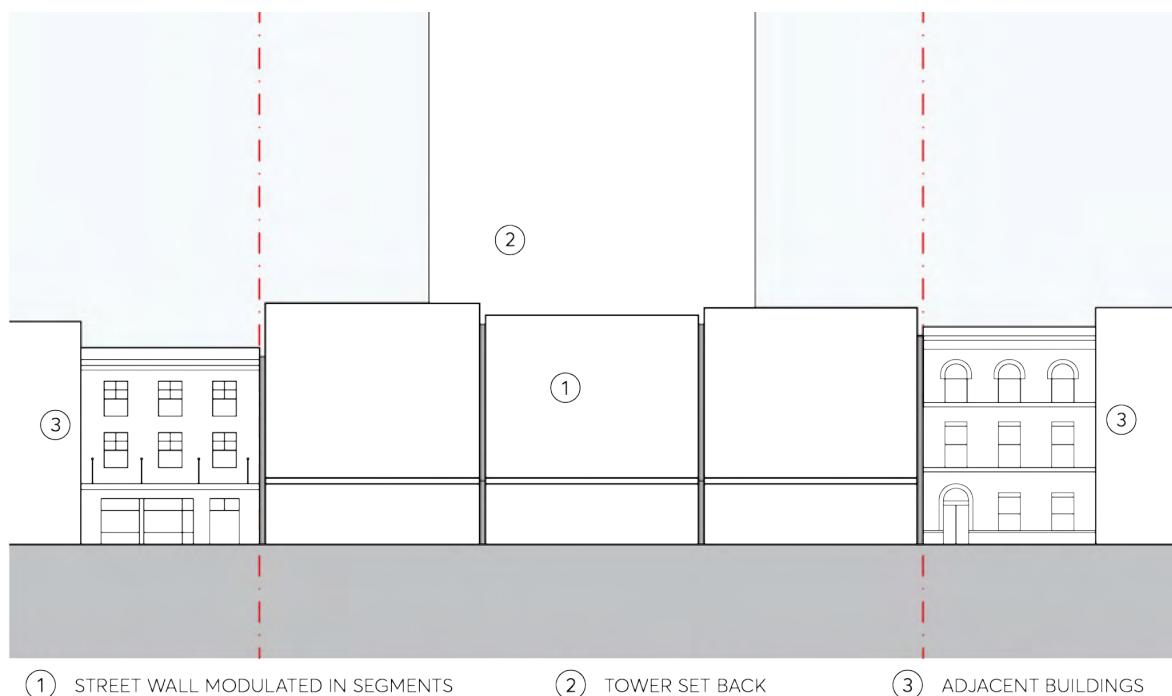 2
1
3
3
1 STREET WALL MODULATED IN SEGMENTS 2 TOWER SET BACK 3 ADJACENT BUILDINGS